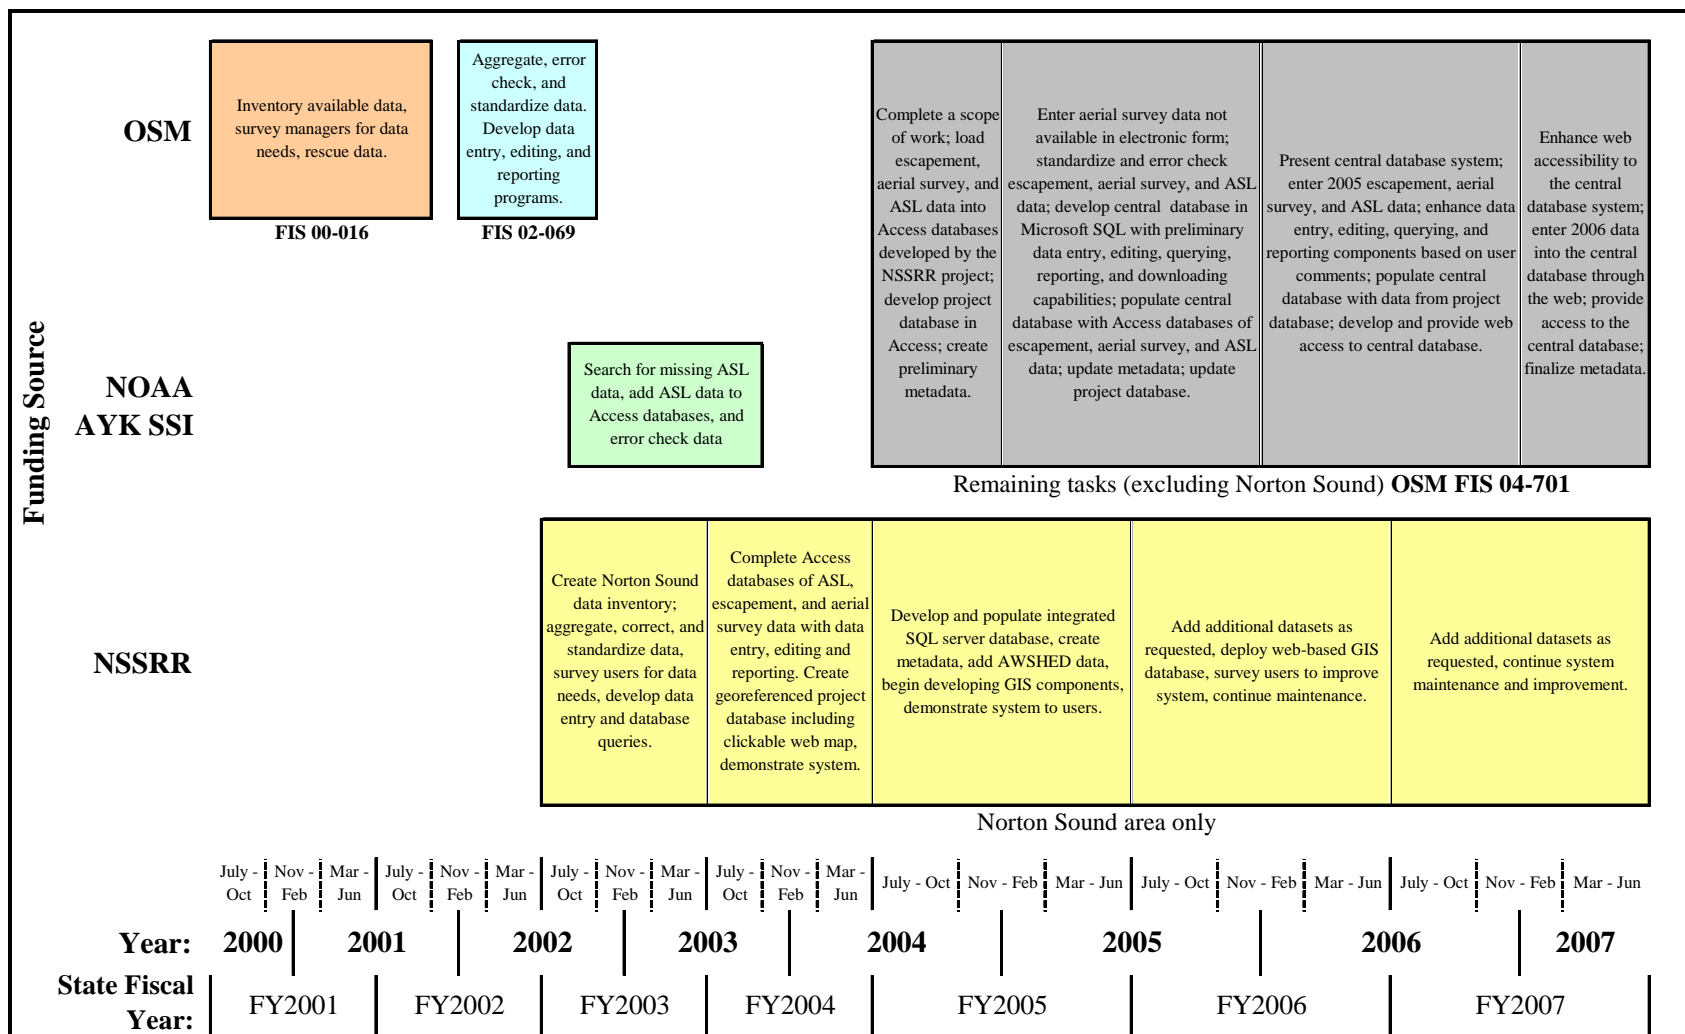 Funding Source
OSM
Inventory available data,
survey managers for data
needs, rescue data.
FIS 00-016
Aggregate, error
check, and
standardize data.
Develop data
entry, editing, and
reporting
programs.
FIS 02-069
Complete a scope
of work; load
escapement,
aerial survey, and
ASL data into
Access databases
developed by the
NSSRR project;
develop project
database in
Access; create
preliminary
metadata.
Enter aerial survey data not
available in electronic form;
standardize and error check
escapement, aerial survey, and ASL
data; develop central database in
Microsoft SQL with preliminary
data entry, editing, querying,
reporting, and downloading
capabilities; populate central
database with Access databases of
escapement, aerial survey, and ASL
data; update metadata; update
project database.
Present central database system;
enter 2005 escapement, aerial
survey, and ASL data; enhance data
entry, editing, querying, and
reporting components based on user
comments; populate central
database with data from project
database; develop and provide web
access to central database.
Enhance web
accessibility to
the central
database system;
enter 2006 data
into the central
database through
the web; provide
access to the
central database;
finalize metadata.
NOAA
AYK SSI
Search for missing ASL
data, add ASL data to
Access databases, and
error check data
Remaining tasks (excluding Norton Sound) OSM FIS 04-701
NSSRR
Create Norton Sound
data inventory;
aggregate, correct, and
standardize data,
survey users for data
needs, develop data
entry and database
queries.
Complete Access
databases of ASL,
escapement, and aerial
survey data with data
entry, editing and
reporting. Create
georeferenced project
database including
clickable web map,
demonstrate system.
Develop and populate integrated
SQL server database, create
metadata, add AWSHED data,
begin developing GIS components,
demonstrate system to users.
Add additional datasets as
requested, deploy web-based GIS
database, survey users to improve
system, continue maintenance.
Add additional datasets as
requested, continue system
maintenance and improvement.
Norton Sound area only
July - Oct Nov - Feb Mar - Jun July - Oct Nov - Feb Mar - Jun July - Oct Nov - Feb Mar - Jun July - Oct Nov - Feb Mar - Jun July - Oct Nov - Feb Mar - Jun July - Oct Nov - Feb Mar - Jun July - Oct Nov - Feb Mar - Jun
Year: 2000 2001 2002 2003 2004 2005 2006 2007
State Fiscal
Year: FY2001 FY2002 FY2003 FY2004 FY2005 FY2006 FY2007